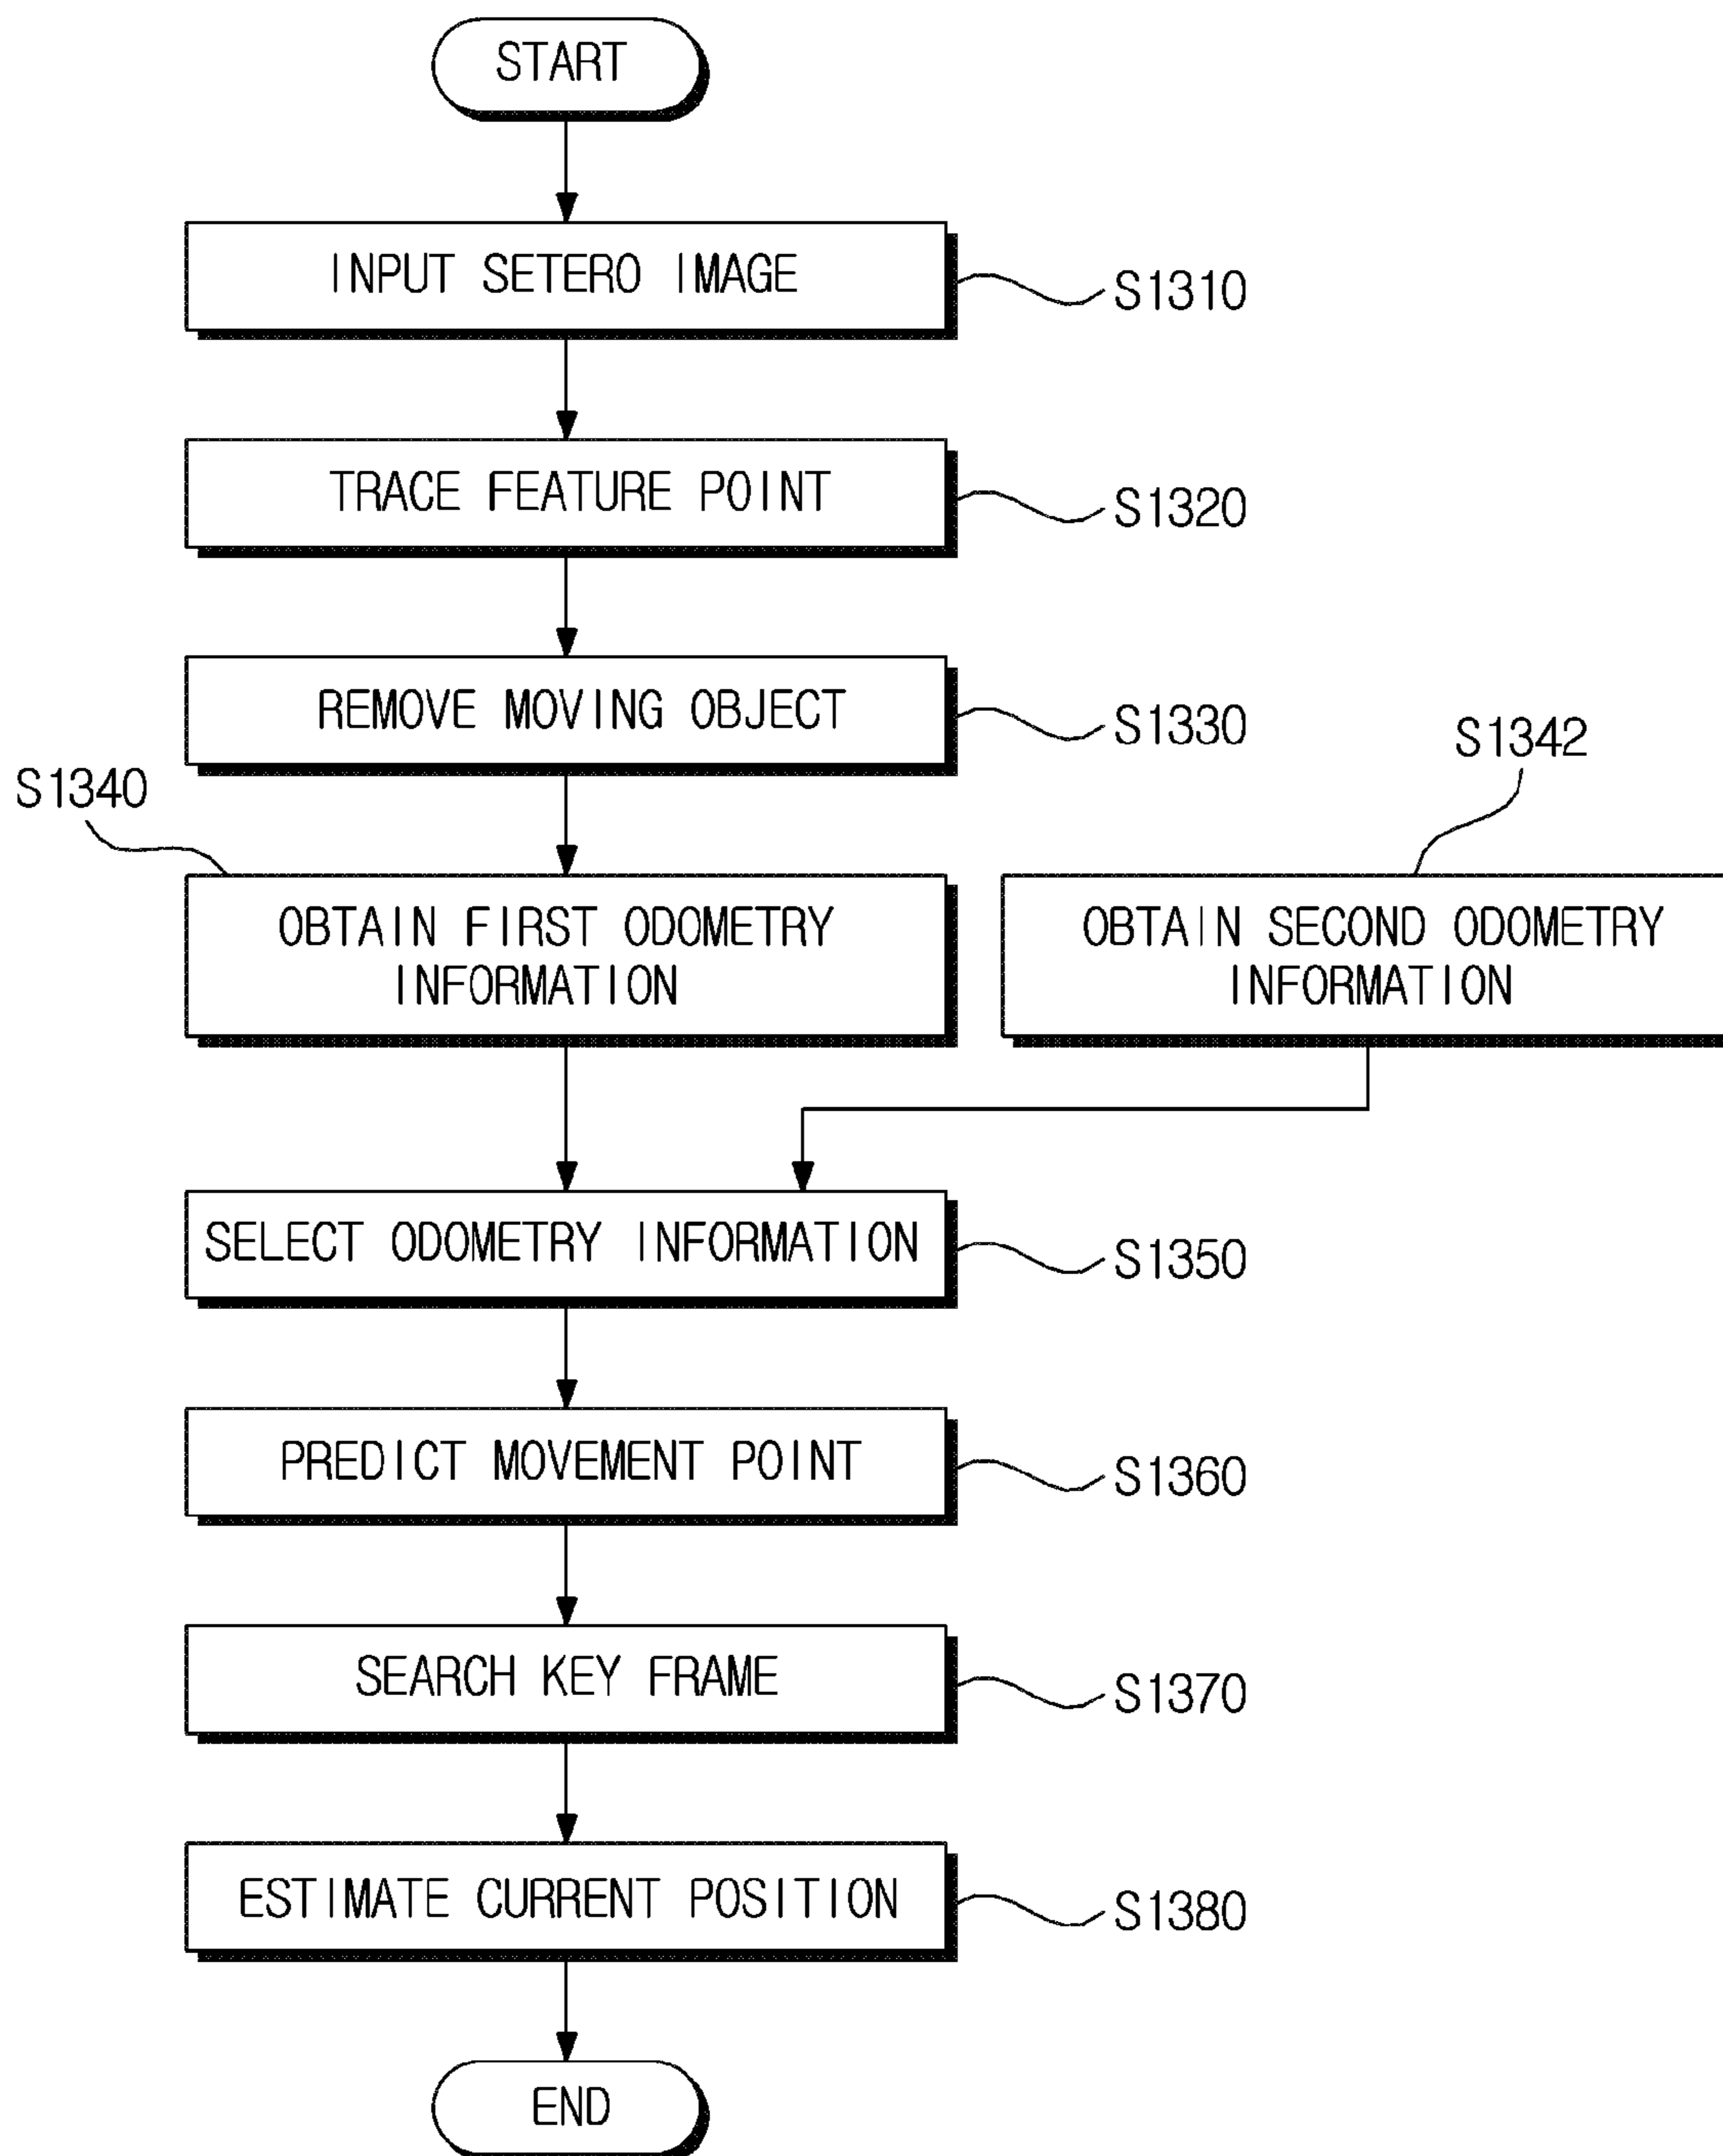 START
INPUT SETERO IMAGE
S1310
TRACE FEATURE POINT
S1320
REMOVE MOVING OBJECT
S1330
S1340
S1342
OBTAIN FIRST ODOMETRY
INFORMATION
OBTAIN SECOND ODOMETRY
INFORMATION
SELECT ODOMETRY INFORMATION
S1350
PREDICT MOVEMENT POINT
S1360
SEARCH KEY FRAME
S1370
ESTIMATE CURRENT POSITION
S1380
END